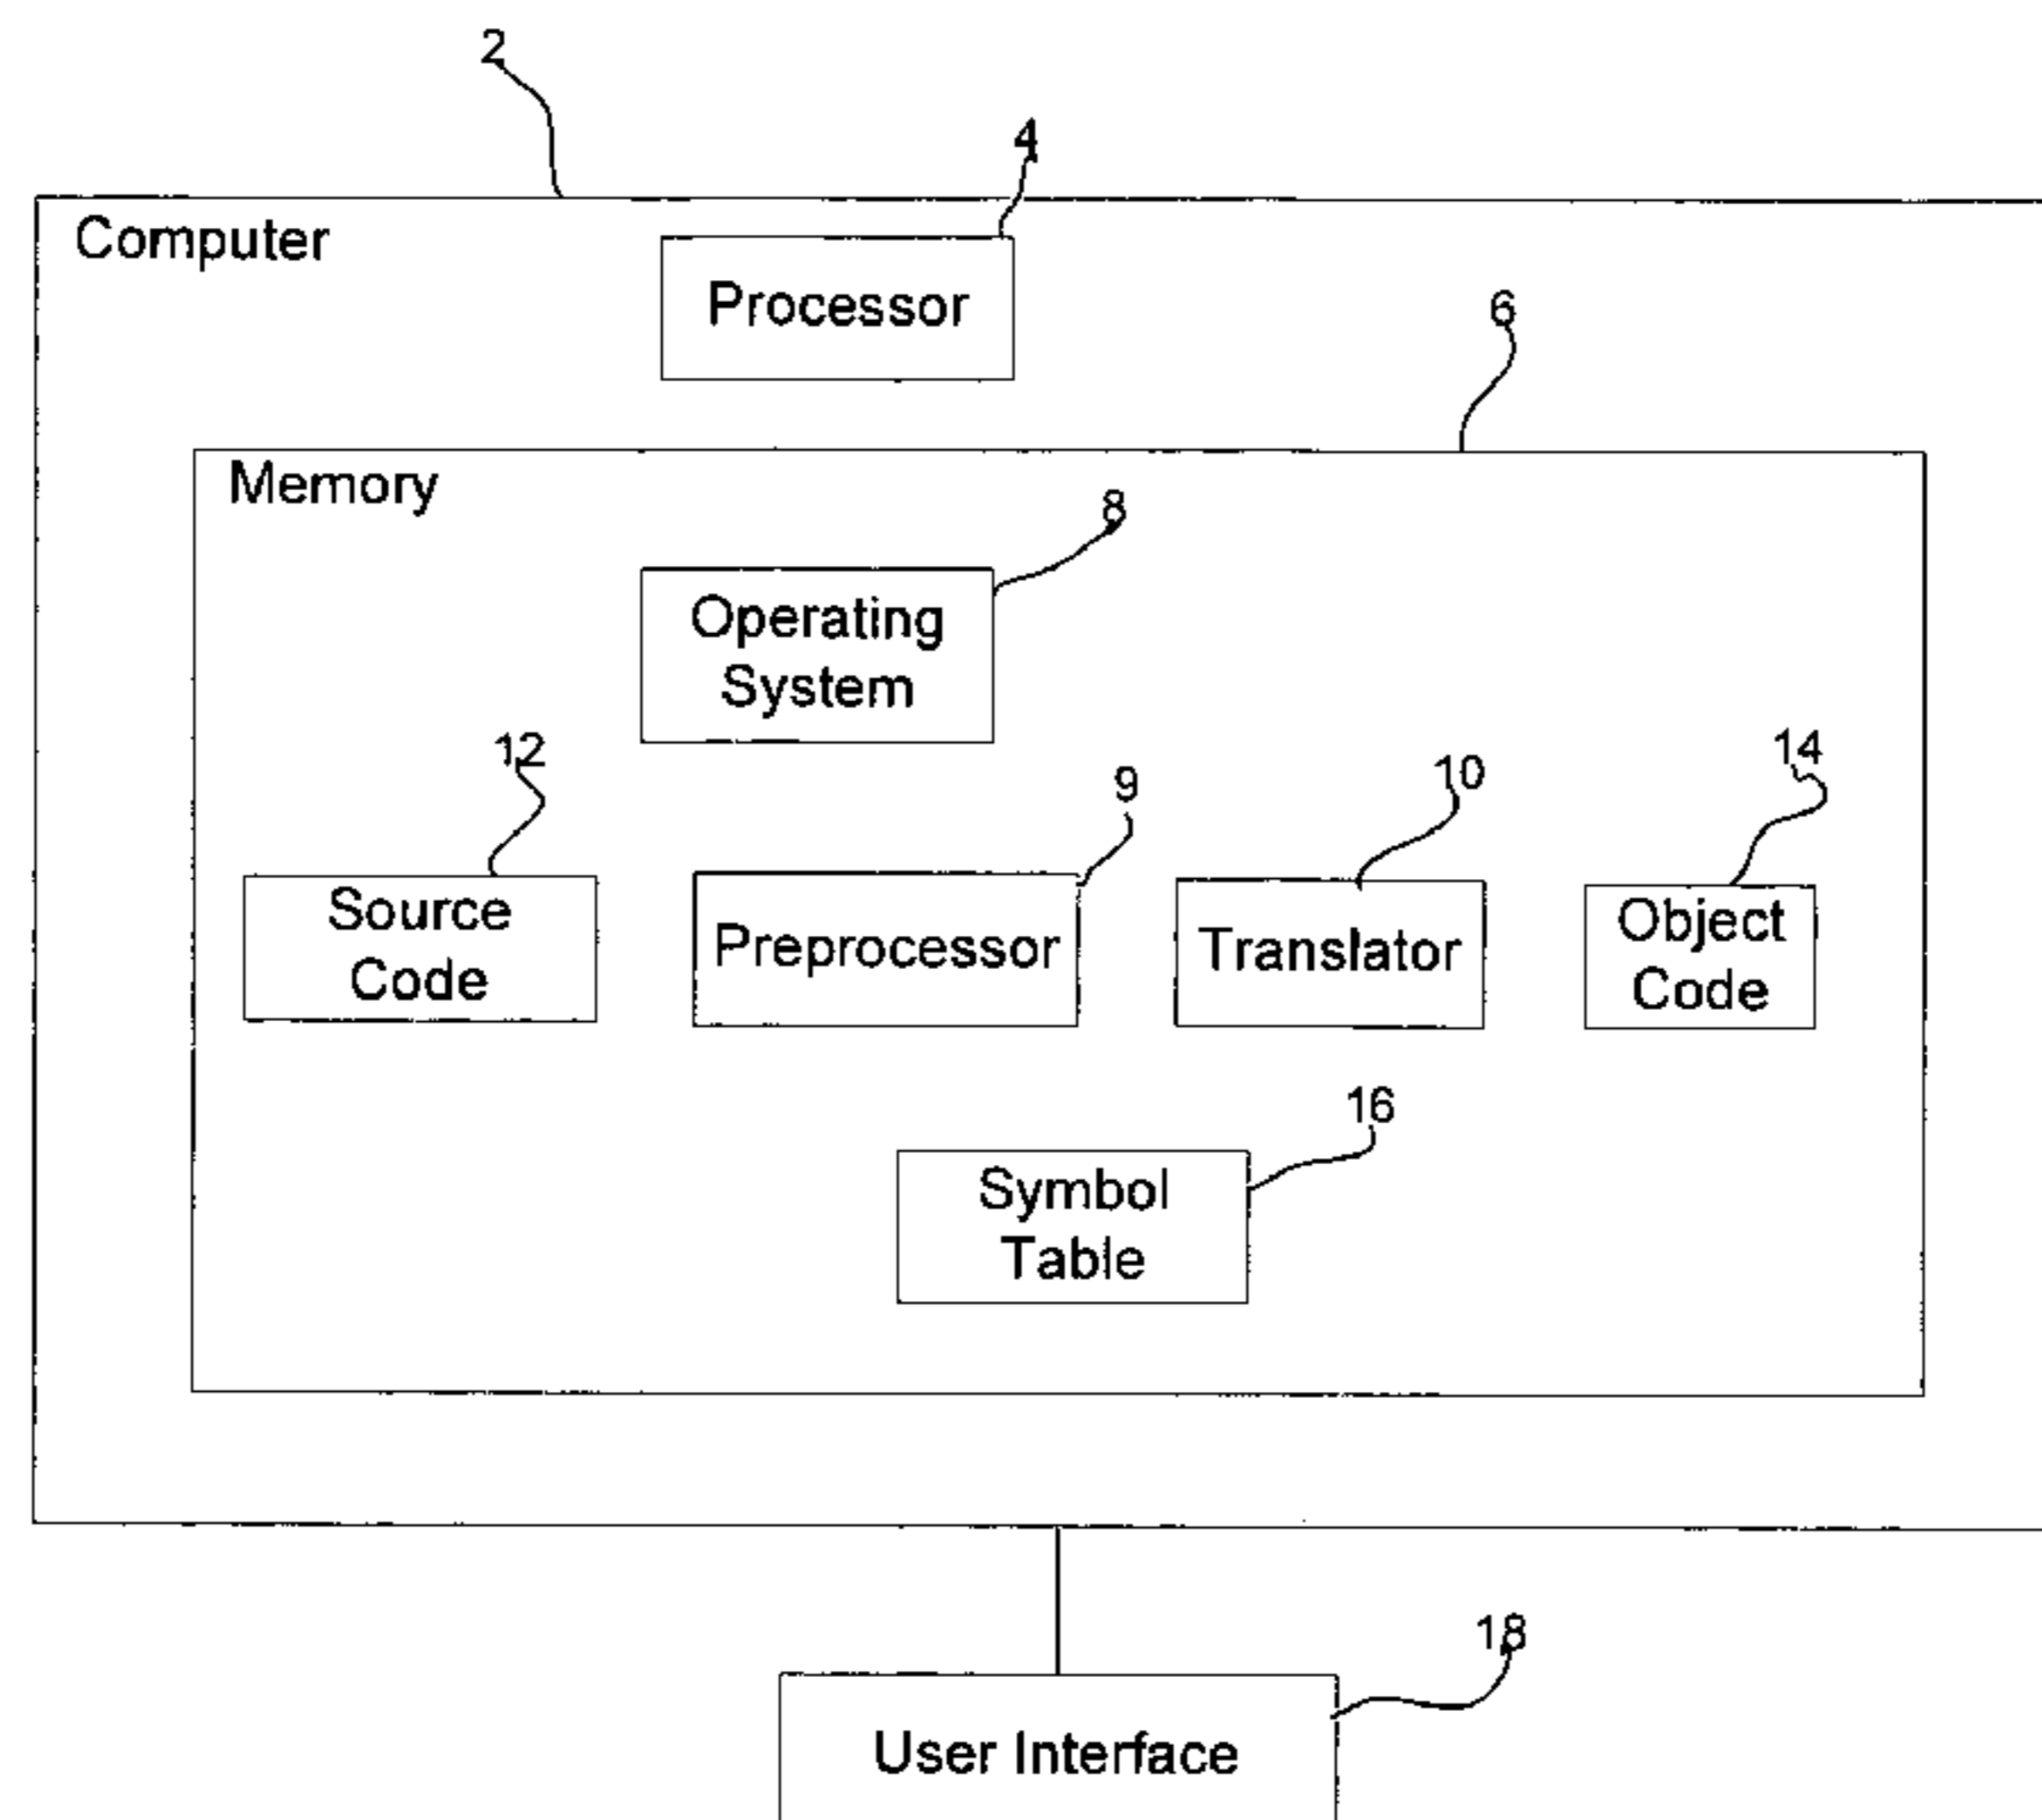 2
4
Computer
Processor
6
Memory
8
Operating
System
12
9
10
14
Source
Code
Preprocessor
Translator
Object
Code
16
Symbol
Table
18
User Interface